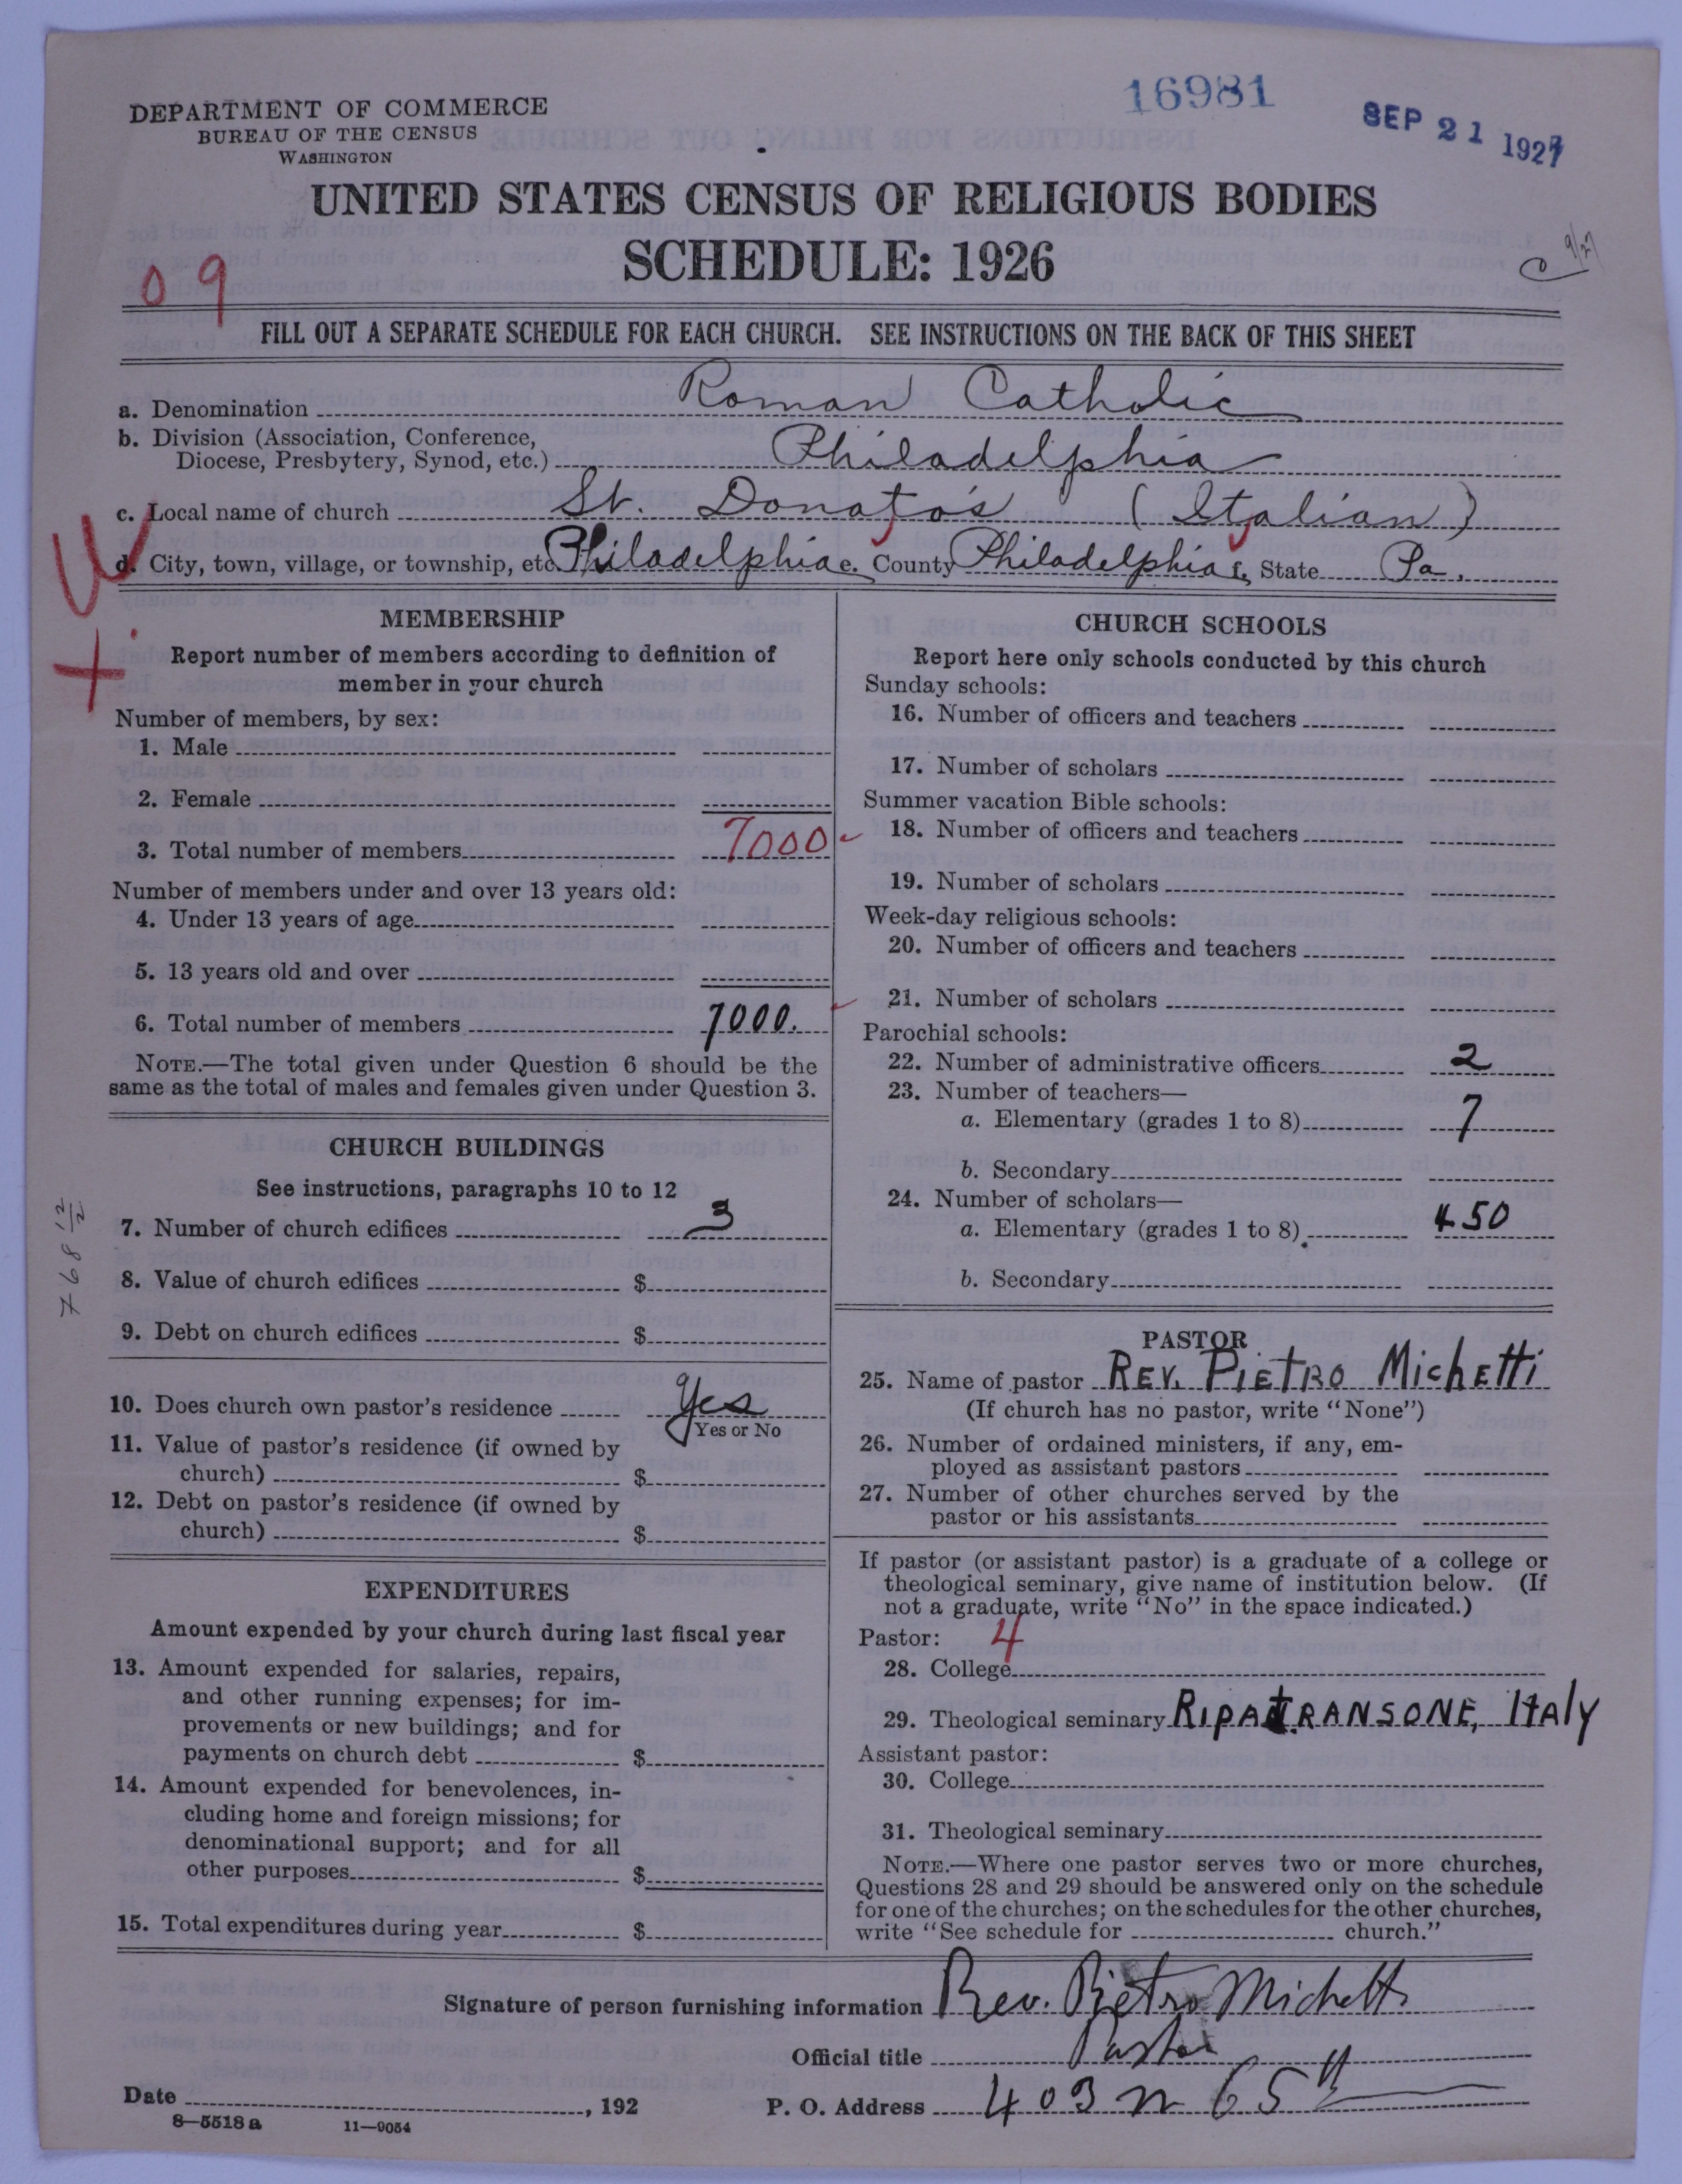 DEPARTMENT OF COMMERCE
BUREAU OF THE CENSUS
WASHINGTON
16981
SEP 21 1927
UNITED STATES CENSUS OF RELIGIOUS BODIES
SCHEDULE: 1926
09
9/27
FILL OUT A SEPARATE SCHEDULE FOR EACH CHURCH. SEE INSTRUCTIONS ON THE BACK OF THIS SHEET
a. Denomination Roman Catholic
b. Division (Association, Conference,
Diocese, Presbytery, Synod, etc.) Philadelphia
c. Local name of church St. Donato's (Italian)
d. City, town, village, or township, etc. Philadelphia e. County Philadelphia f. State Pa.
MEMBERSHIP
Report number of members according to definition of
member in your church
Number of members, by sex:
1. Male
2. Female
3. Total number of members 7000
Number of members under and over 13 years old:
4. Under 13 years of age
5. 13 years old and over
6. Total number of members 7000.
NOTE.—The total given under Question 6 should be the
same as the total of males and females given under Question 3.
CHURCH BUILDINGS
See instructions, paragraphs 10 to 12
7. Number of church edifices 3
8. Value of church edifices $
9. Debt on church edifices $
10. Does church own pastor's residence Yes
Yes or No
11. Value of pastor's residence (if owned by
church) $
12. Debt on pastor's residence (if owned by
church) $
EXPENDITURES
Amount expended by your church during last fiscal year
13. Amount expended for salaries, repairs,
and other running expenses; for im-
provements or new buildings; and for
payments on church debt $
14. Amount expended for benevolences, in-
cluding home and foreign missions; for
denominational support; and for all
other purposes $
15. Total expenditures during year $
CHURCH SCHOOLS
Report here only schools conducted by this church
Sunday schools:
16. Number of officers and teachers
17. Number of scholars
Summer vacation Bible schools:
18. Number of officers and teachers
19. Number of scholars
Week-day religious schools:
20. Number of officers and teachers
21. Number of scholars
Parochial schools:
22. Number of administrative officers 2
23. Number of teachers—
a. Elementary (grades 1 to 8) 7
b. Secondary
24. Number of scholars—
a. Elementary (grades 1 to 8) 450
b. Secondary
PASTOR
25. Name of pastor REV. PIETRO MicHEtti
(If church has no pastor, write "None")
26. Number of ordained ministers, if any, em-
ployed as assistant pastors
27. Number of other churches served by the
pastor or his assistants
If pastor (or assistant pastor) is a graduate of a college or
theological seminary, give name of institution below. (If
not a graduate, write "No" in the space indicated.)
Pastor: 4
28. College
29. Theological seminary RIPATRANSONE, ITALY
Assistant pastor:
30. College
31. Theological seminary
NOTE.—Where one pastor serves two or more churches,
Questions 28 and 29 should be answered only on the schedule
for one of the churches; on the schedules for the other churches,
write "See schedule for church."
Signature of person furnishing information Rev. Pietro Michetti
Official title Pastor
Date , 192
P. O. Address 403 N 65th
8—5518 a 11—9054